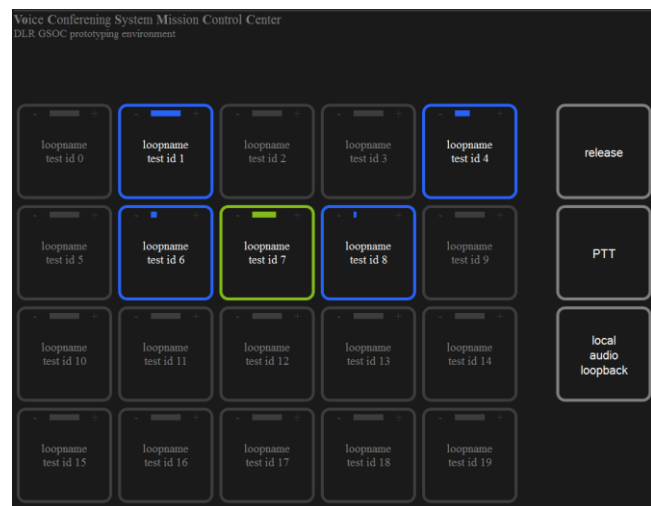 Voice Conferening System Mission Control Center
DLR GSOC prototyping environment
- +
loopname
test id 0
- +
loopname
test id 1
- +
loopname
test id 2
- +
loopname
test id 3
- +
loopname
test id 4
release
- +
loopname
test id 5
- +
loopname
test id 6
- +
loopname
test id 7
- +
loopname
test id 8
- +
loopname
test id 9
PTT
- +
loopname
test id 10
- +
loopname
test id 11
- +
loopname
test id 12
- +
loopname
test id 13
- +
loopname
test id 14
local
audio
loopback
- +
loopname
test id 15
- +
loopname
test id 16
- +
loopname
test id 17
- +
loopname
test id 18
- +
loopname
test id 19